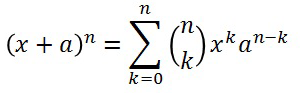 (x + a)^n = \sum_{k=0}^{n} \binom{n}{k} x^k a^{n-k}